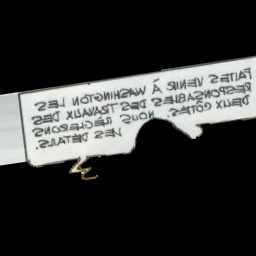 FAITES VENIR À WASHINGTON LES
RESPONSABLES DES TRAVAUX DES
DEUX CÔTÉS. NOUS RÉGLERONS
LES DÉTAILS.